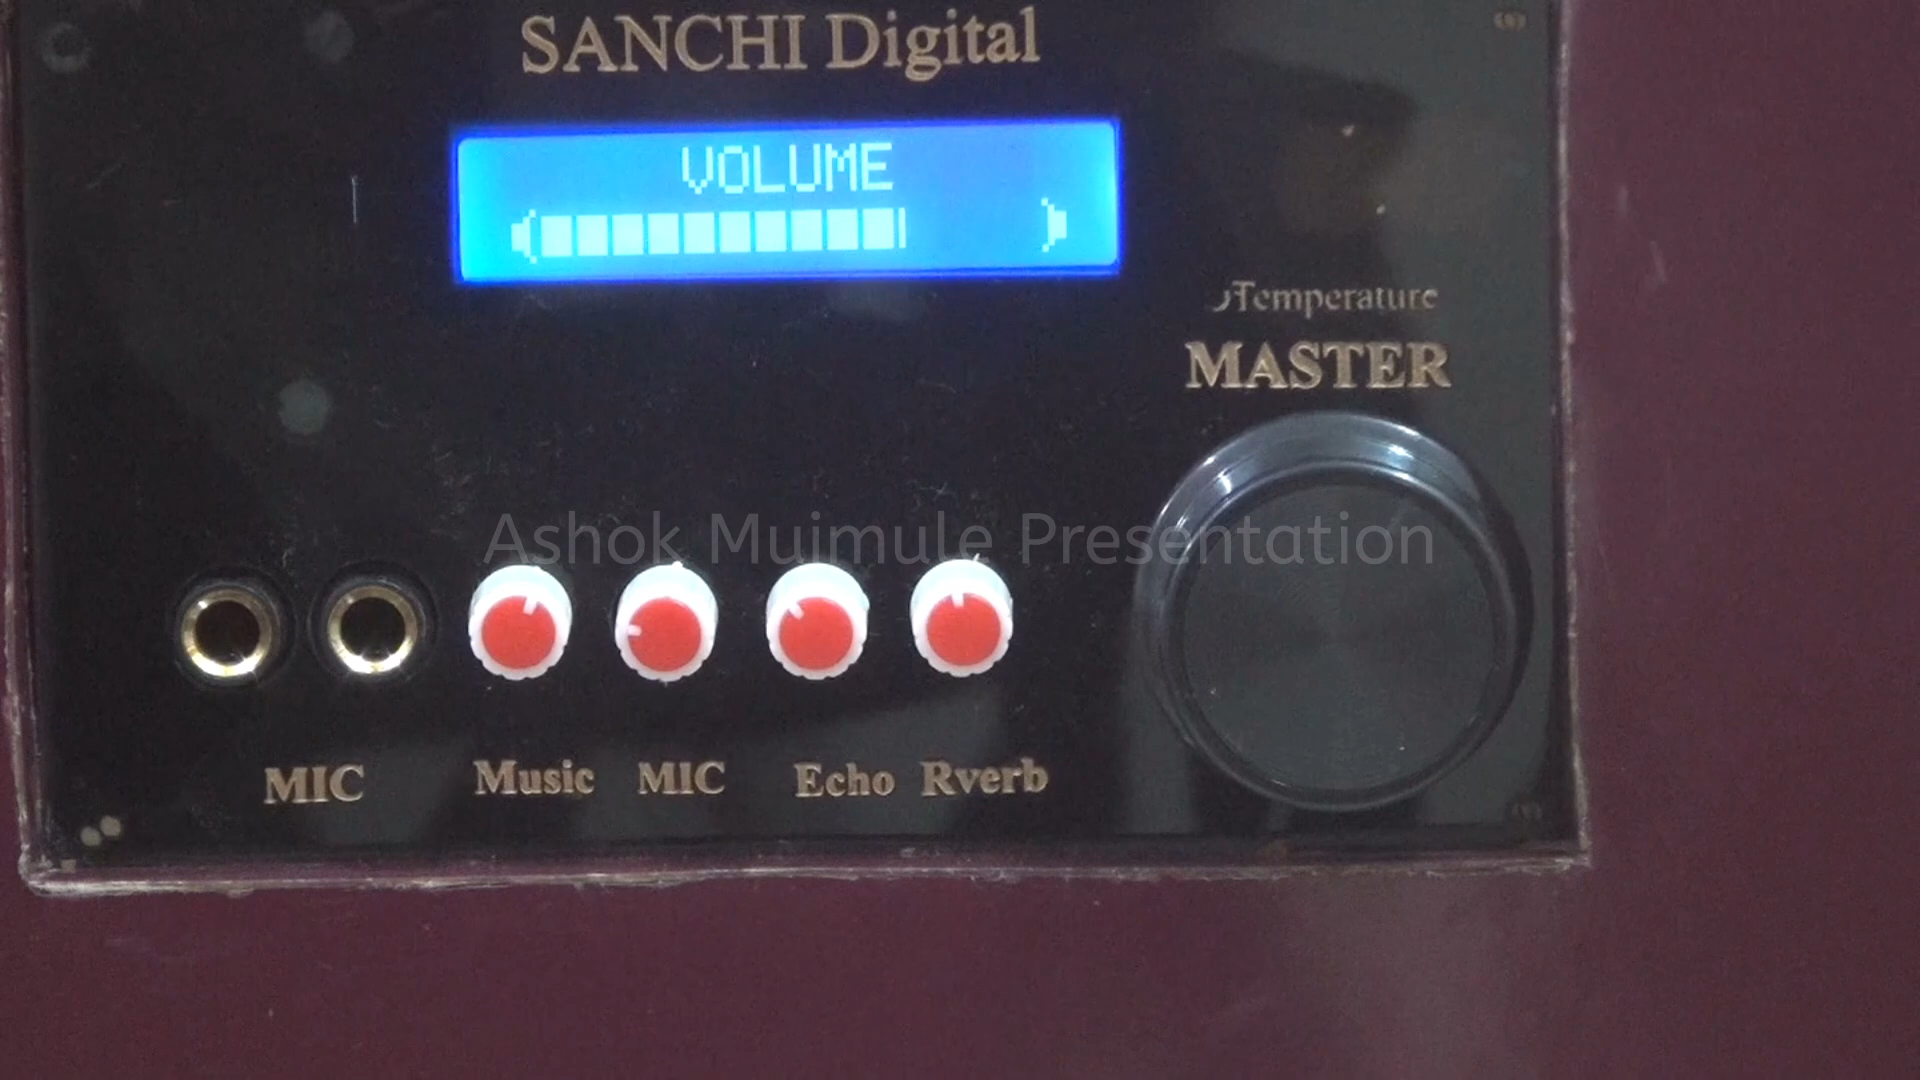 SANCHI Digital
VOLUME
Temperature
MASTER
Ashok Muimule Presentation
MIC Music MIC Echo Rverb